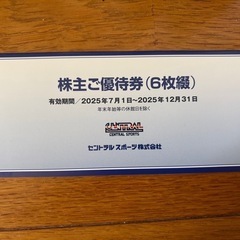 株主ご優待券(6枚綴)
有効期間／2025年7月1日〜2025年12月31日
年末年始等の休館日を除く
CENTRAL
CENTRAL SPORTS
セントラルスポーツ株式会社